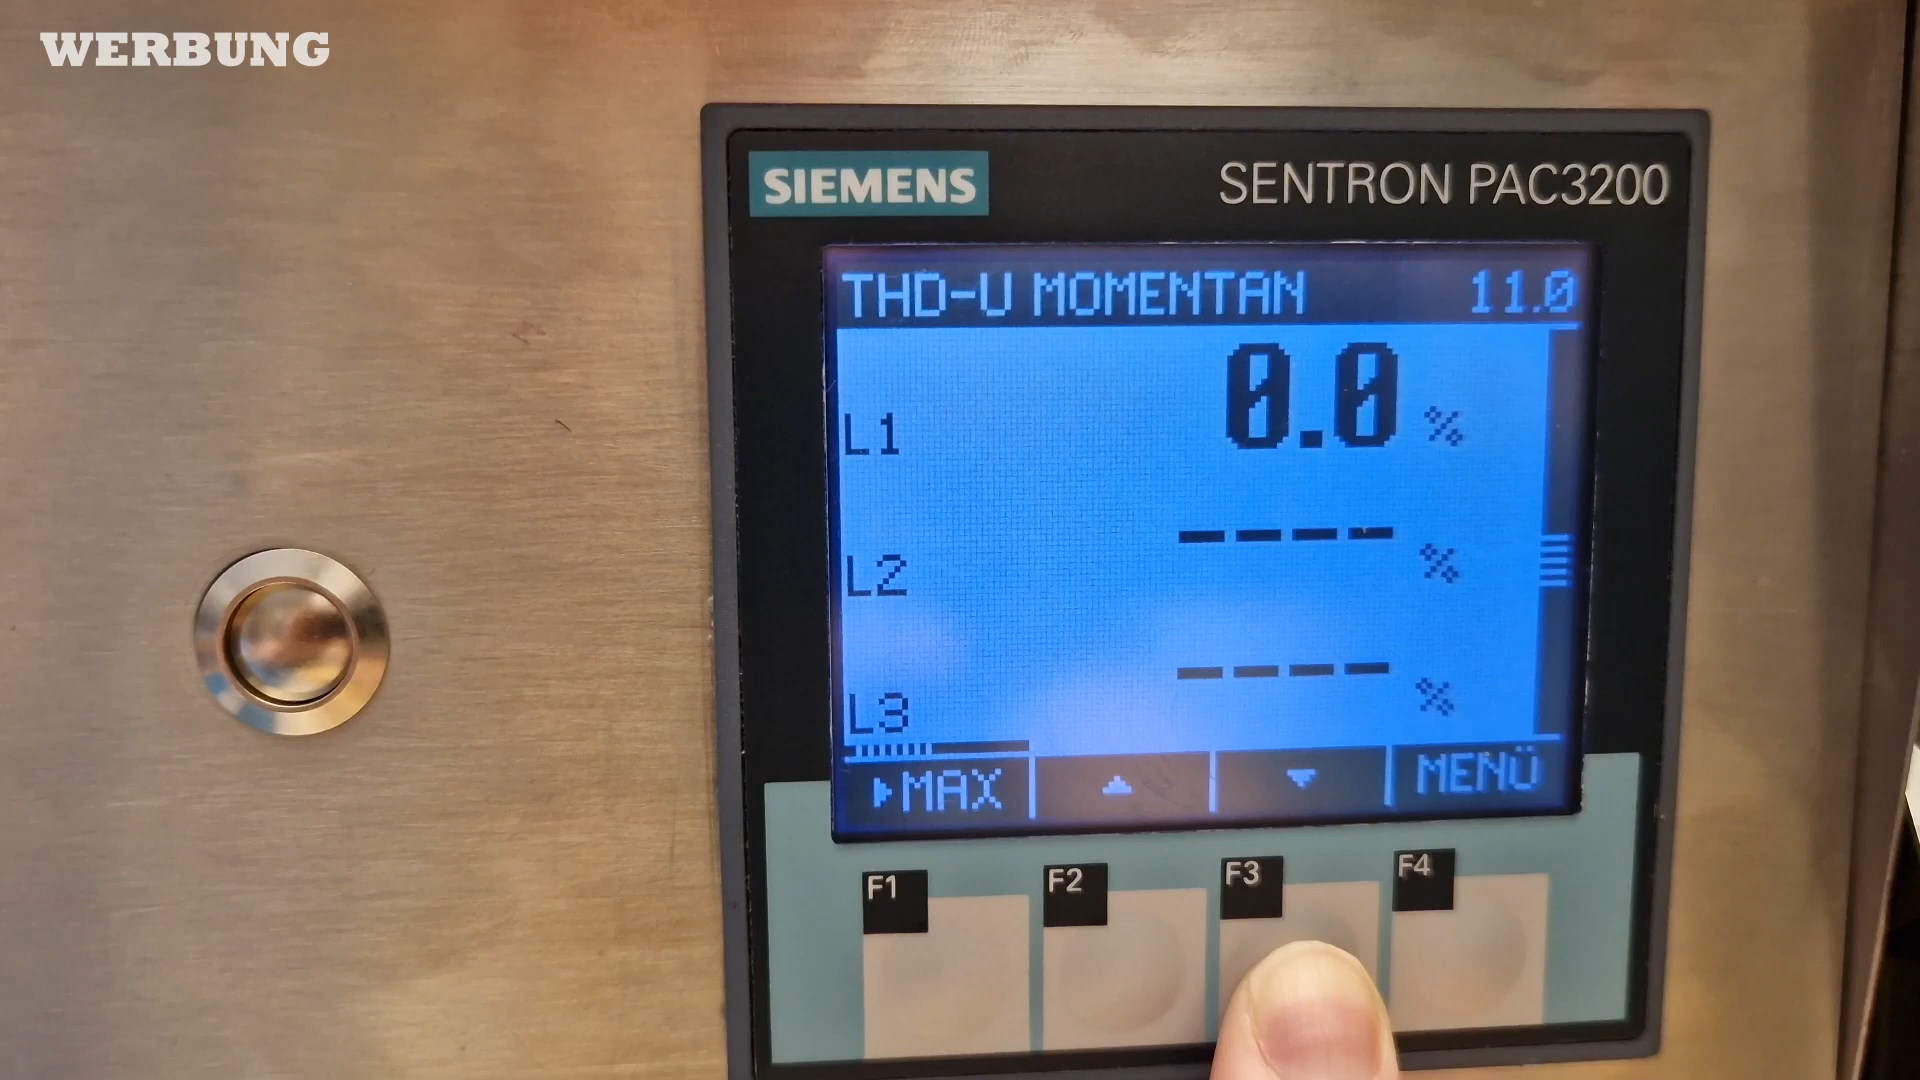 WERBUNG
SIEMENS
SENTRON PAC3200
THD-U MOMENTAN 11.0
L1 0.0 %
L2 ---- %
L3 ---- %
▸MAX ▲ ▼ MENÜ
F1 F2 F3 F4